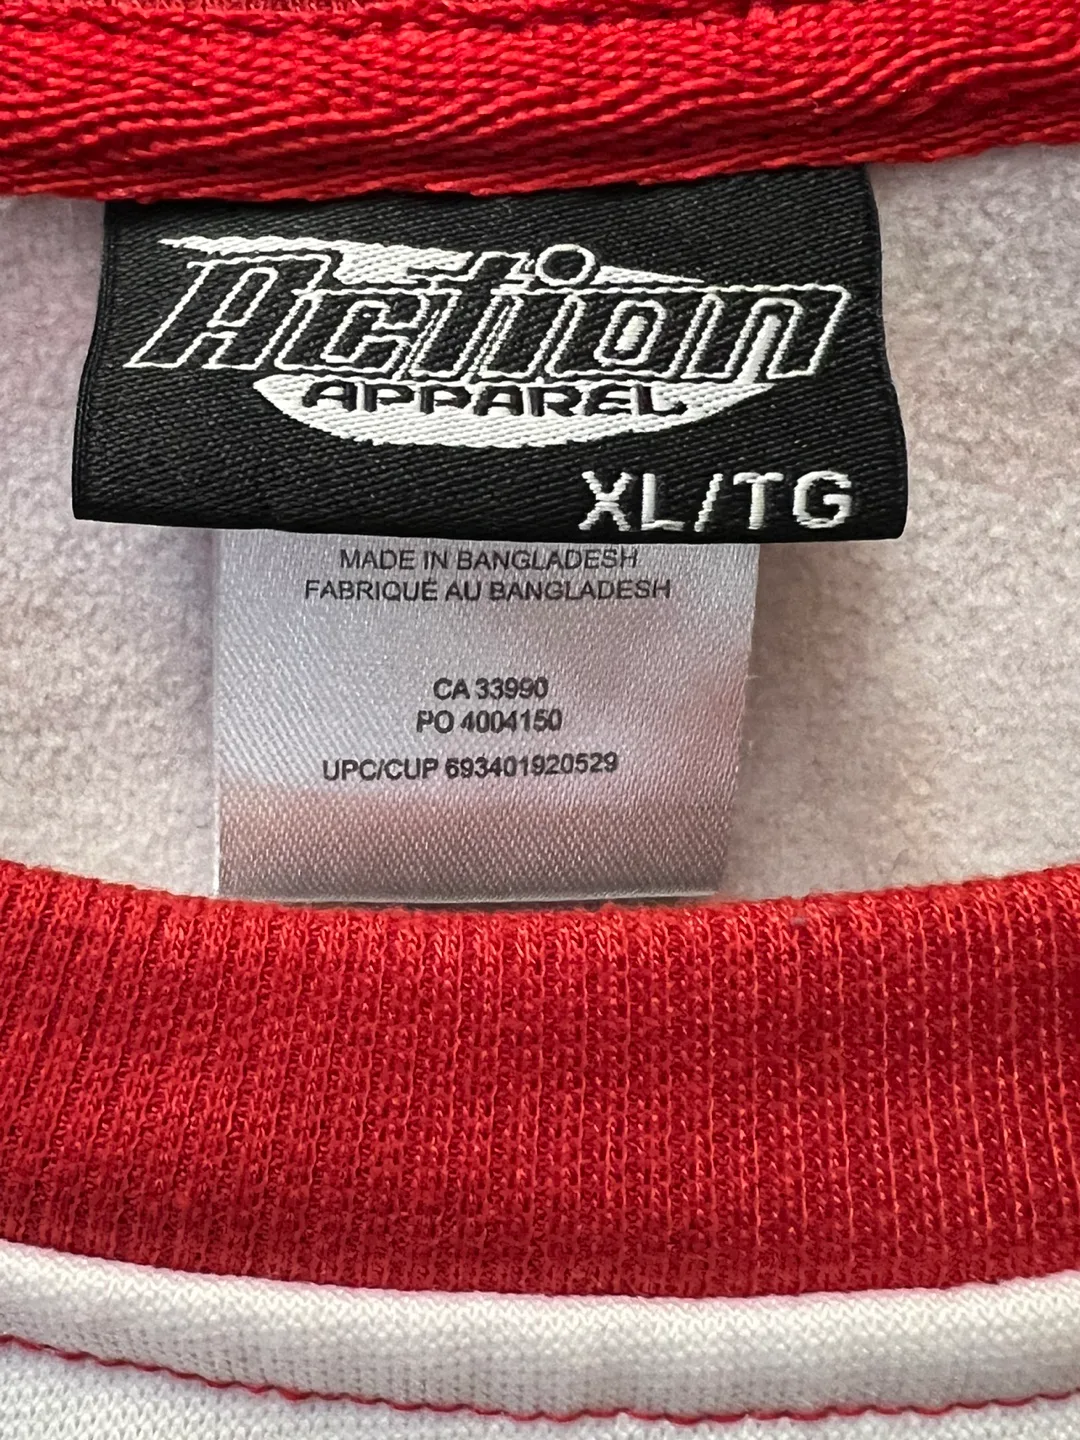 Action
APPAREL
XL/TG
MADE IN BANGLADESH
FABRIQUÉ AU BANGLADESH
CA 33990
PO 4004150
UPC/CUP 693401920529